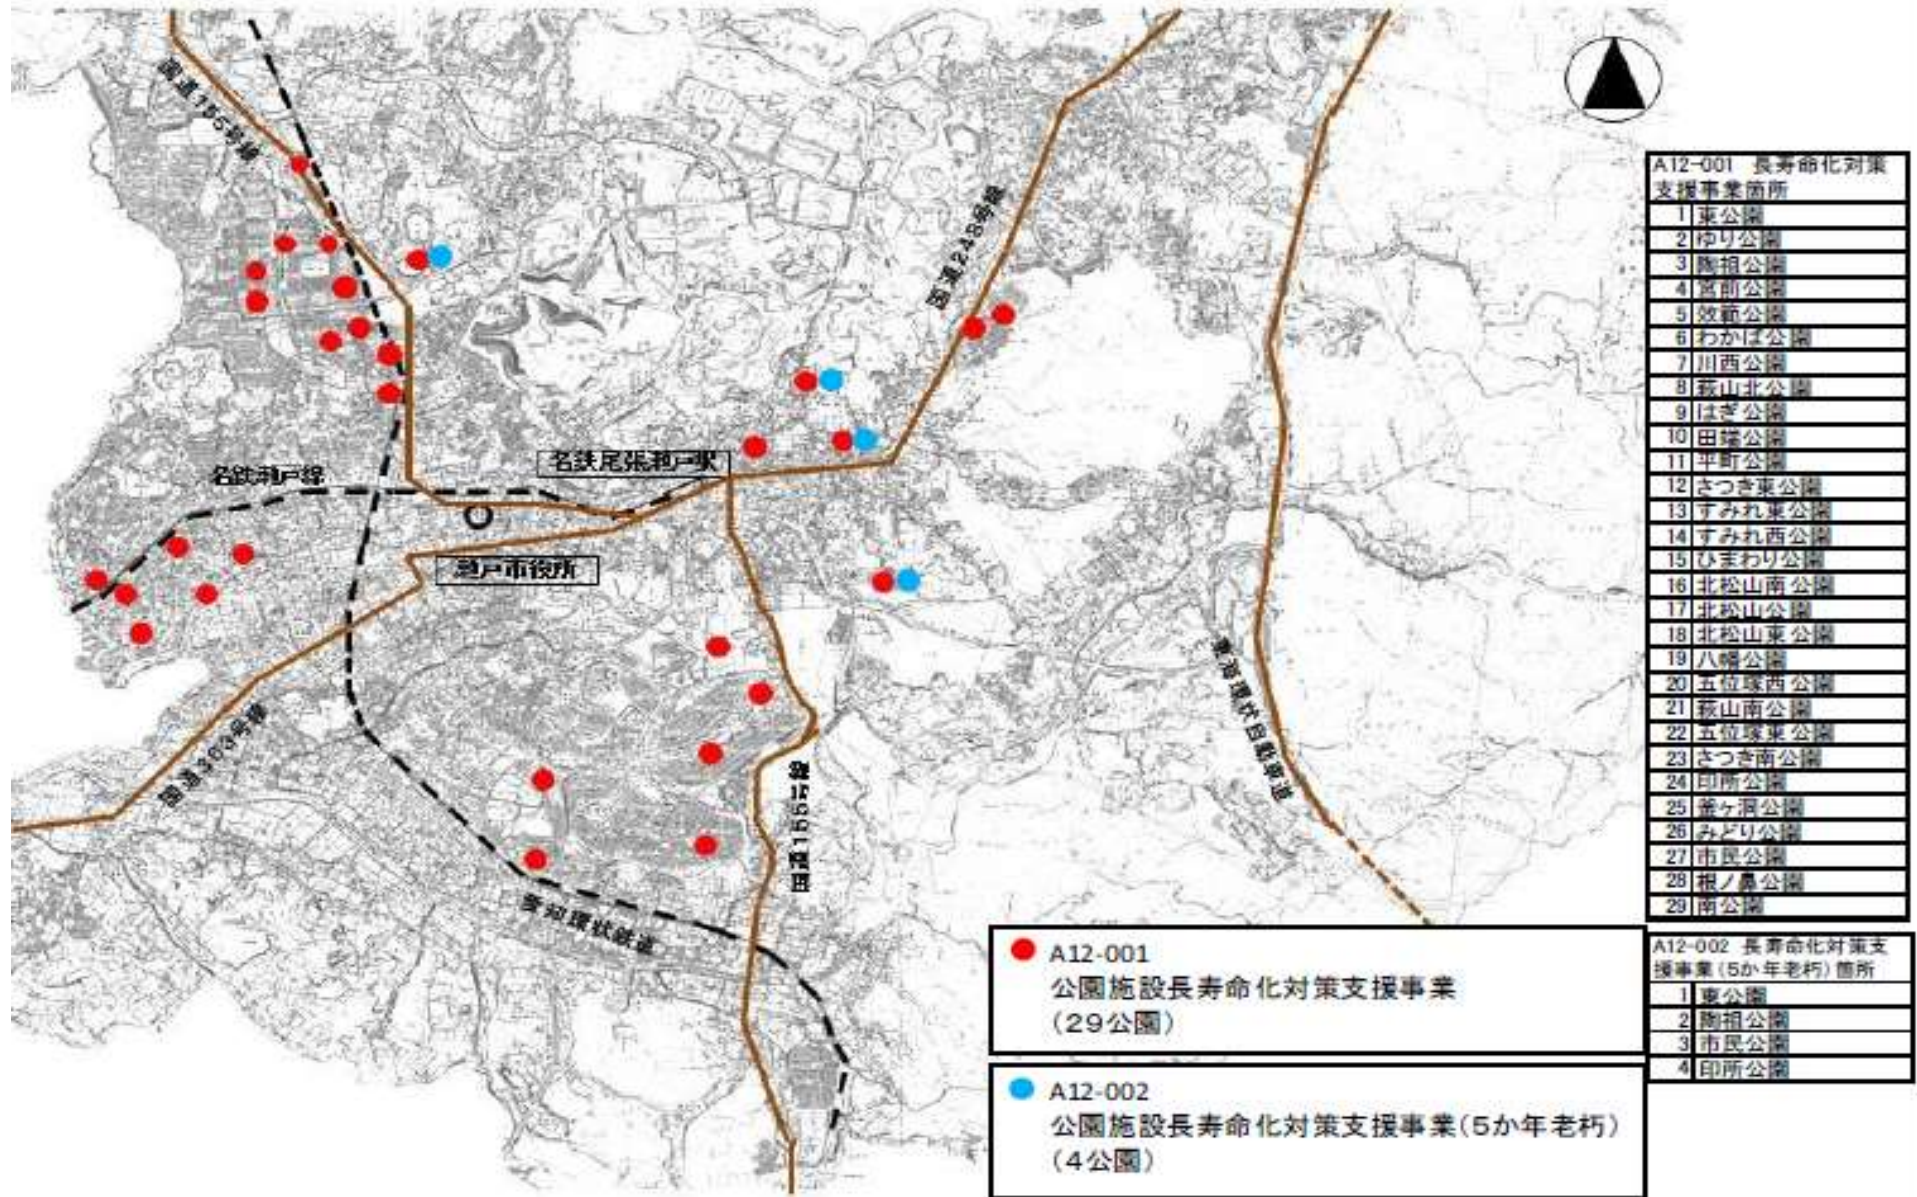 国道155号線
国道248号線
名鉄瀬戸線
名鉄尾張瀬戸駅
瀬戸市役所
国道363号線
東海環状自動車道
国道155号線
愛知環状鉄道
A12-001 長寿命化対策
支援事業箇所
1 東公園
2 ゆり公園
3 陶祖公園
4 宮前公園
5 效範公園
6 わかば公園
7 川西公園
8 萩山北公園
9 はぎ公園
10 田端公園
11 平町公園
12 さつき東公園
13 すみれ東公園
14 すみれ西公園
15 ひまわり公園
16 北松山南公園
17 北松山公園
18 北松山東公園
19 八幡公園
20 五位塚西公園
21 萩山南公園
22 五位塚東公園
23 さつき南公園
24 印所公園
25 釜ヶ洞公園
26 みどり公園
27 市民公園
28 根ノ鼻公園
29 南公園
A12-002 長寿命化対策支
援事業(5か年老朽)箇所
1 東公園
2 陶祖公園
3 市民公園
4 印所公園
A12-001
公園施設長寿命化対策支援事業
(29公園)
A12-002
公園施設長寿命化対策支援事業(5か年老朽)
(4公園)